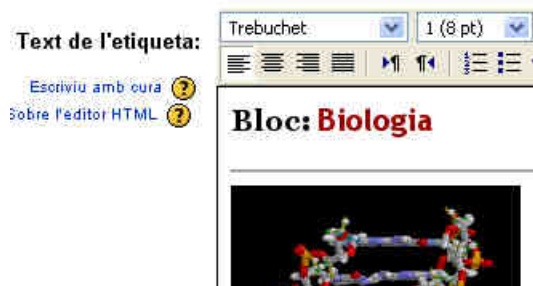 Text de l'etiqueta:
Escriviu amb cura
Sobre l'editor HTML
Trebuchet
1 (8 pt)
Bloc: Biologia